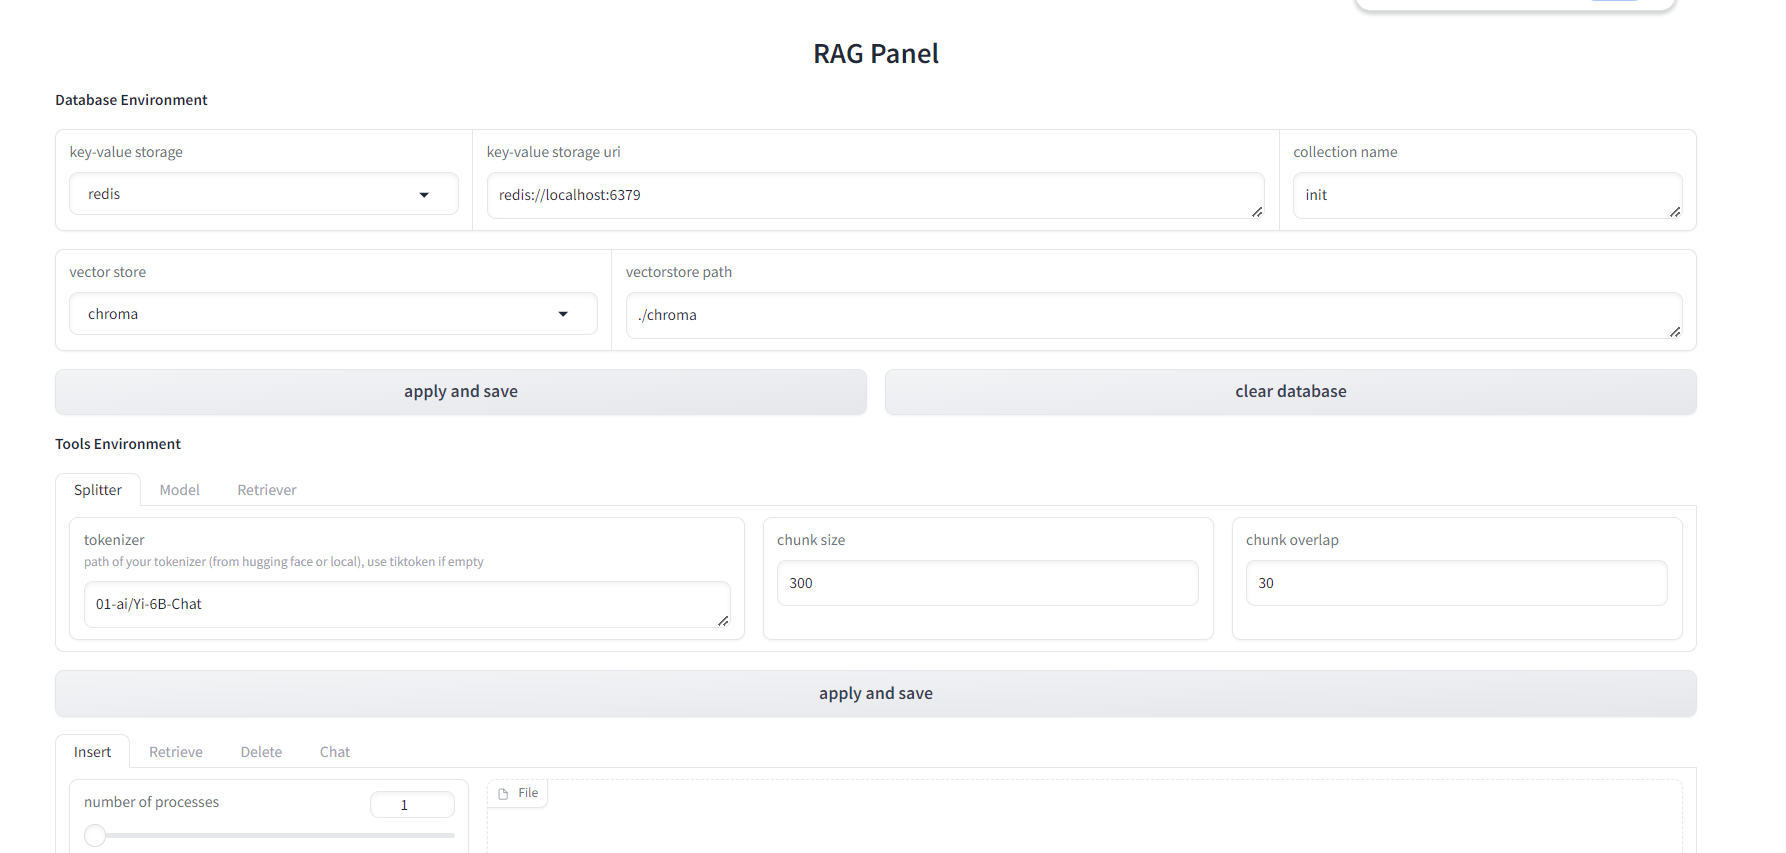 RAG Panel
Database Environment
key-value storage
redis
key-value storage uri
redis://localhost:6379
collection name
init
vector store
chroma
vectorstore path
./chroma
apply and save
clear database
Tools Environment
Splitter Model Retriever
tokenizer
path of your tokenizer (from hugging face or local), use tiktoken if empty
01-ai/Yi-6B-Chat
chunk size
300
chunk overlap
30
apply and save
Insert Retrieve Delete Chat
number of processes
1
File